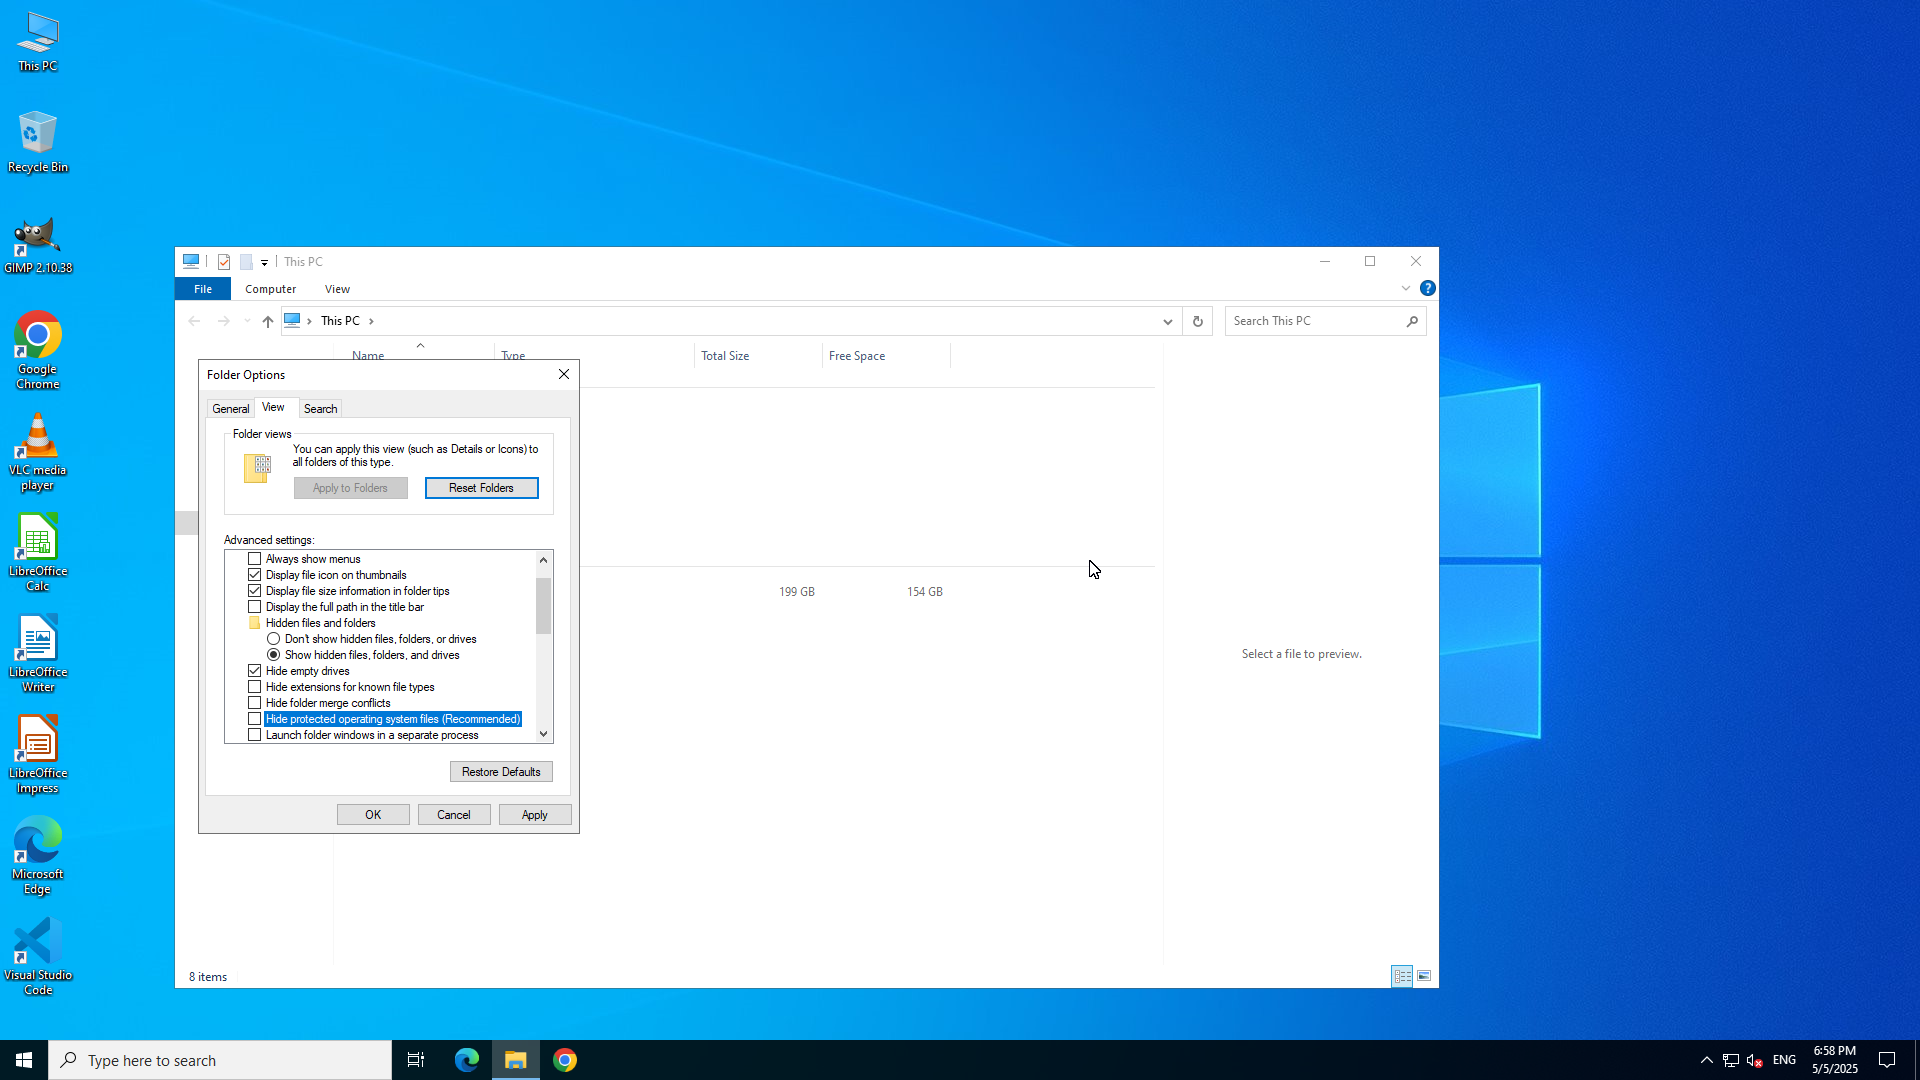 This PC
Recycle Bin
GIMP 2.10.38
Google
Chrome
VLC media
player
LibreOffice
Calc
LibreOffice
Writer
LibreOffice
Impress
Microsoft
Edge
Visual Studio
Code
This PC
File
Computer
View
This PC
Search This PC
Name
Type
Total Size
Free Space
199 GB
154 GB
Select a file to preview.
8 items
Folder Options
General
View
Search
Folder views
You can apply this view (such as Details or Icons) to
all folders of this type.
Apply to Folders
Reset Folders
Advanced settings:
Always show menus
Display file icon on thumbnails
Display file size information in folder tips
Display the full path in the title bar
Hidden files and folders
Don't show hidden files, folders, or drives
Show hidden files, folders, and drives
Hide empty drives
Hide extensions for known file types
Hide folder merge conflicts
Hide protected operating system files (Recommended)
Launch folder windows in a separate process
Restore Defaults
OK
Cancel
Apply
Type here to search
ENG
6:58 PM
5/5/2025